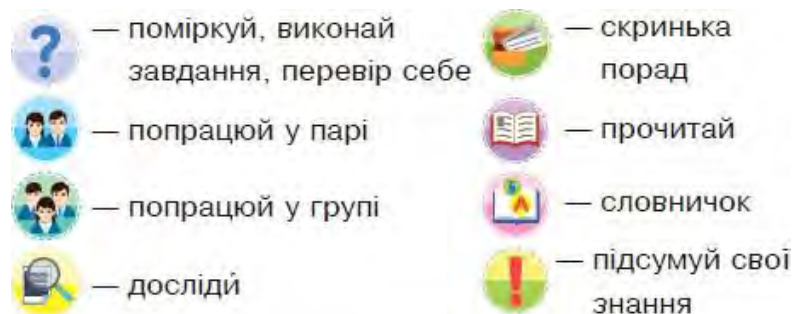 — поміркуй, виконай
завдання, перевір себе
— попрацюй у парі
— попрацюй у групі
— досліди́
— скринька
порад
— прочитай
— словничок
— підсумуй свої
знання